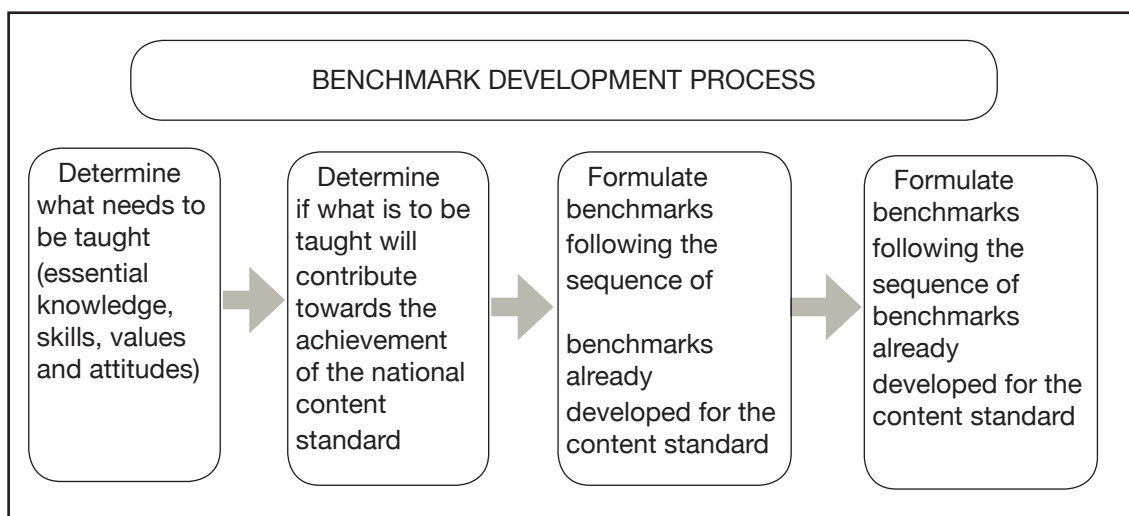 BENCHMARK DEVELOPMENT PROCESS
Determine
what needs to
be taught
(essential
knowledge,
skills, values
and attitudes)
Determine
if what is to be
taught will
contribute
towards the
achievement
of the national
content
standard
Formulate
benchmarks
following the
sequence of
benchmarks
already
developed for the
content standard
Formulate
benchmarks
following the
sequence of
benchmarks
already
developed for the
content standard